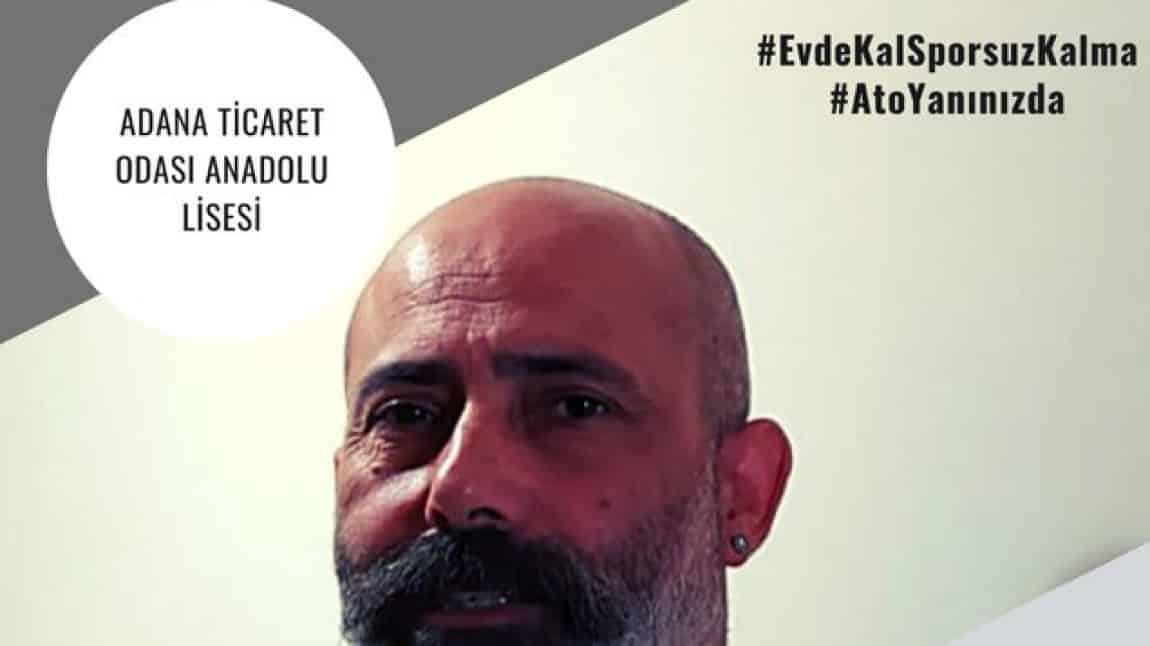 ADANA TİCARET
ODASI ANADOLU
LİSESİ
#EvdeKalSporsuzKalma
#AtoYanınızda